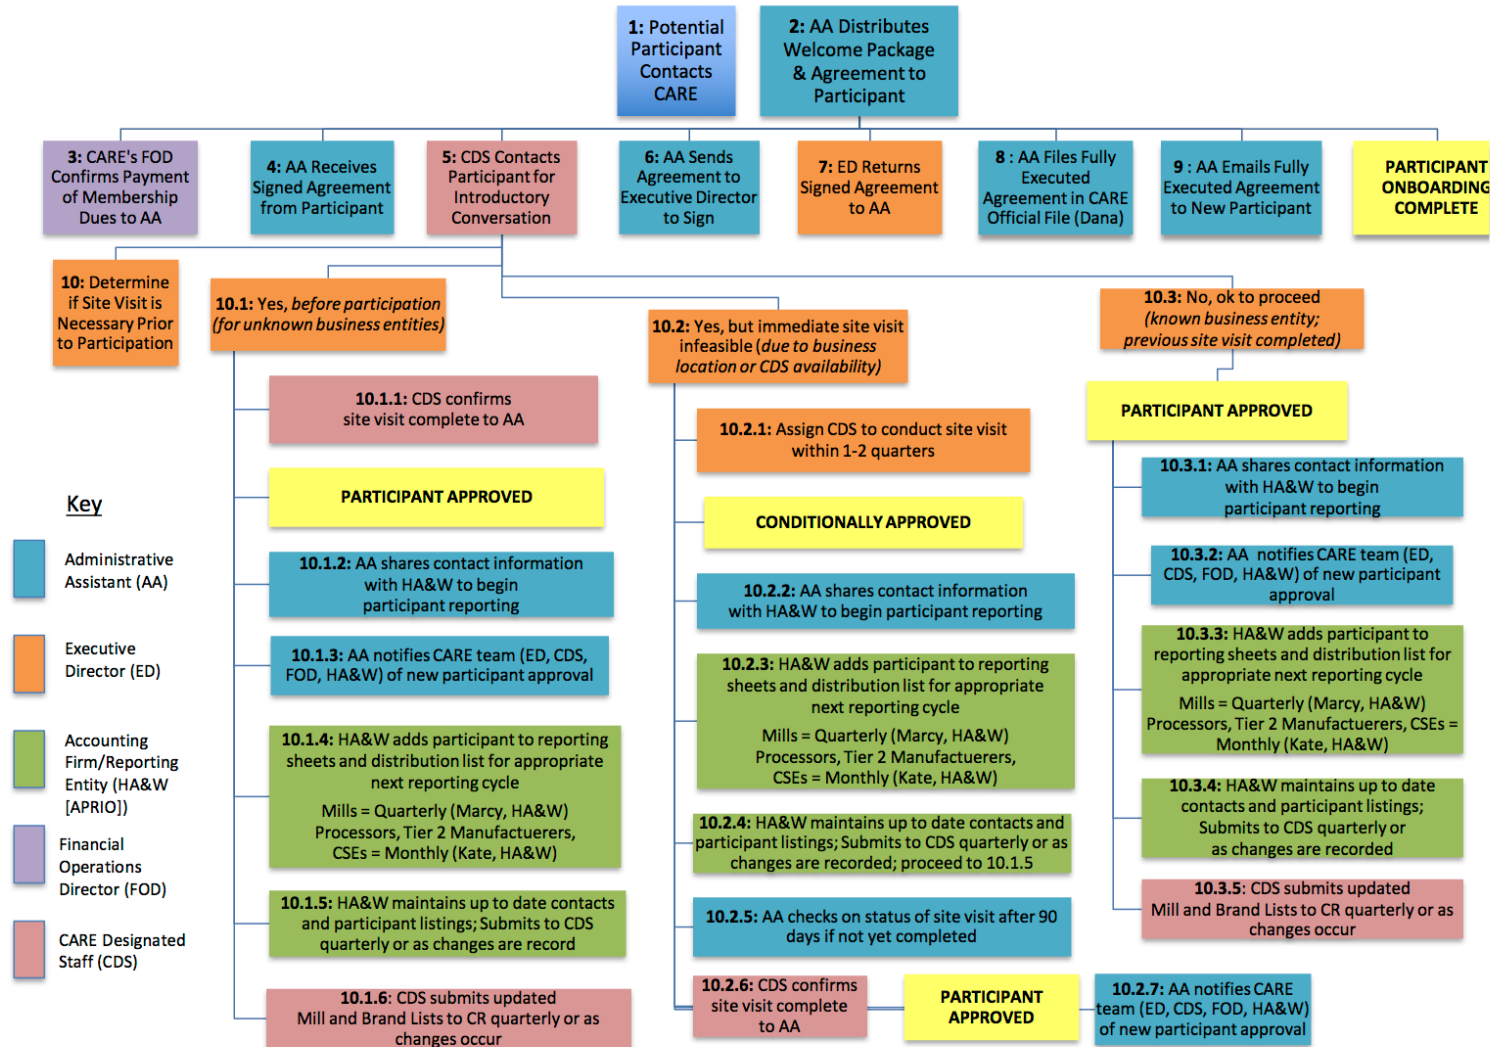 1: Potential
Participant
Contacts
CARE
2: AA Distributes
Welcome Package
& Agreement to
Participant
3: CARE's FOD
Confirms Payment
of Membership
Dues to AA
4: AA Receives
Signed Agreement
from Participant
5: CDS Contacts
Participant for
Introductory
Conversation
6: AA Sends
Agreement to
Executive Director
to Sign
7: ED Returns
Signed Agreement
to AA
8 : AA Files Fully
Executed
Agreement in CARE
Official File (Dana)
9 : AA Emails Fully
Executed Agreement
to New Participant
PARTICIPANT
ONBOARDING
COMPLETE
10: Determine
if Site Visit is
Necessary Prior
to Participation
10.1: Yes, before participation
(for unknown business entities)
10.1.1: CDS confirms
site visit complete to AA
PARTICIPANT APPROVED
10.1.2: AA shares contact information
with HA&W to begin
participant reporting
10.1.3: AA notifies CARE team (ED, CDS,
FOD, HA&W) of new participant approval
10.1.4: HA&W adds participant to reporting
sheets and distribution list for appropriate
next reporting cycle
Mills = Quarterly (Marcy, HA&W)
Processors, Tier 2 Manufactuerers,
CSEs = Monthly (Kate, HA&W)
10.1.5: HA&W maintains up to date contacts
and participant listings; Submits to CDS
quarterly or as changes are record
10.1.6: CDS submits updated
Mill and Brand Lists to CR quarterly or as
changes occur
10.2: Yes, but immediate site visit
infeasible (due to business
location or CDS availability)
10.2.1: Assign CDS to conduct site visit
within 1-2 quarters
CONDITIONALLY APPROVED
10.2.2: AA shares contact information
with HA&W to begin participant reporting
10.2.3: HA&W adds participant to reporting
sheets and distribution list for appropriate
next reporting cycle
Mills = Quarterly (Marcy, HA&W)
Processors, Tier 2 Manufactuerers,
CSEs = Monthly (Kate, HA&W)
10.2.4: HA&W maintains up to date contacts and
participant listings; Submits to CDS quarterly or as
changes are recorded; proceed to 10.1.5
10.2.5: AA checks on status of site visit after 90
days if not yet completed
10.2.6: CDS confirms
site visit complete
to AA
PARTICIPANT
APPROVED
10.2.7: AA notifies CARE
team (ED, CDS, FOD, HA&W)
of new participant approval
10.3: No, ok to proceed
(known business entity;
previous site visit completed)
PARTICIPANT APPROVED
10.3.1: AA shares contact information
with HA&W to begin
participant reporting
10.3.2: AA notifies CARE team (ED,
CDS, FOD, HA&W) of new participant
approval
10.3.3: HA&W adds participant to
reporting sheets and distribution list for
appropriate next reporting cycle
Mills = Quarterly (Marcy, HA&W)
Processors, Tier 2 Manufactuerers, CSEs =
Monthly (Kate, HA&W)
10.3.4: HA&W maintains up to date
contacts and participant listings;
Submits to CDS quarterly or
as changes are recorded
10.3.5: CDS submits updated
Mill and Brand Lists to CR quarterly or as
changes occur
Key
Administrative
Assistant (AA)
Executive
Director (ED)
Accounting
Firm/Reporting
Entity (HA&W
[APRIO])
Financial
Operations
Director (FOD)
CARE Designated
Staff (CDS)